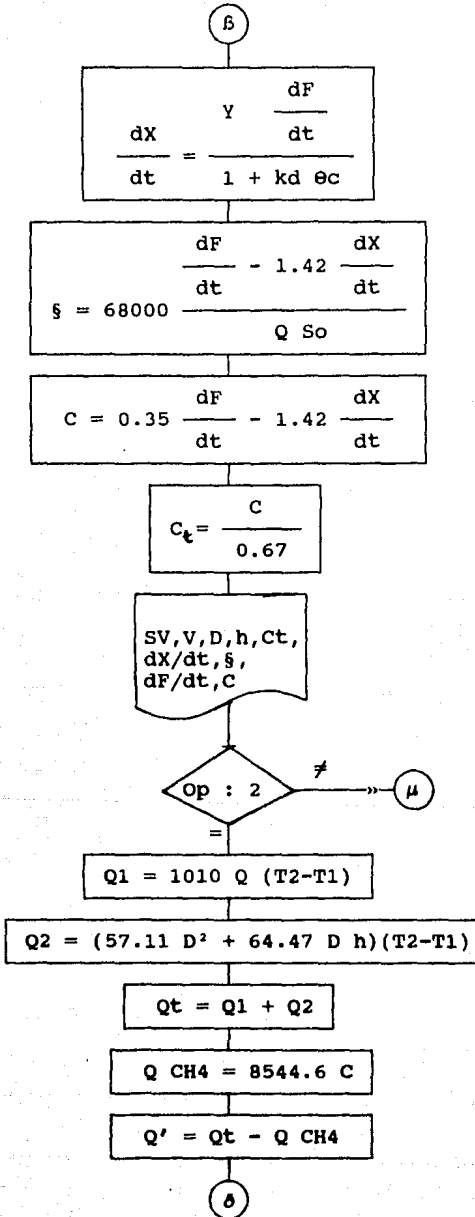 ß
dX/dt = Y dF/dt / 1 + kd Θc
§ = 68000 dF/dt - 1.42 dX/dt / Q So
C = 0.35 dF/dt - 1.42 dX/dt
Ct = C / 0.67
SV,V,D,h,Ct,
dX/dt,§,
dF/dt,C
Op : 2
≠
μ
=
Q1 = 1010 Q (T2-T1)
Q2 = (57.11 D² + 64.47 D h)(T2-T1)
Qt = Q1 + Q2
Q CH4 = 8544.6 C
Q' = Qt - Q CH4
δ